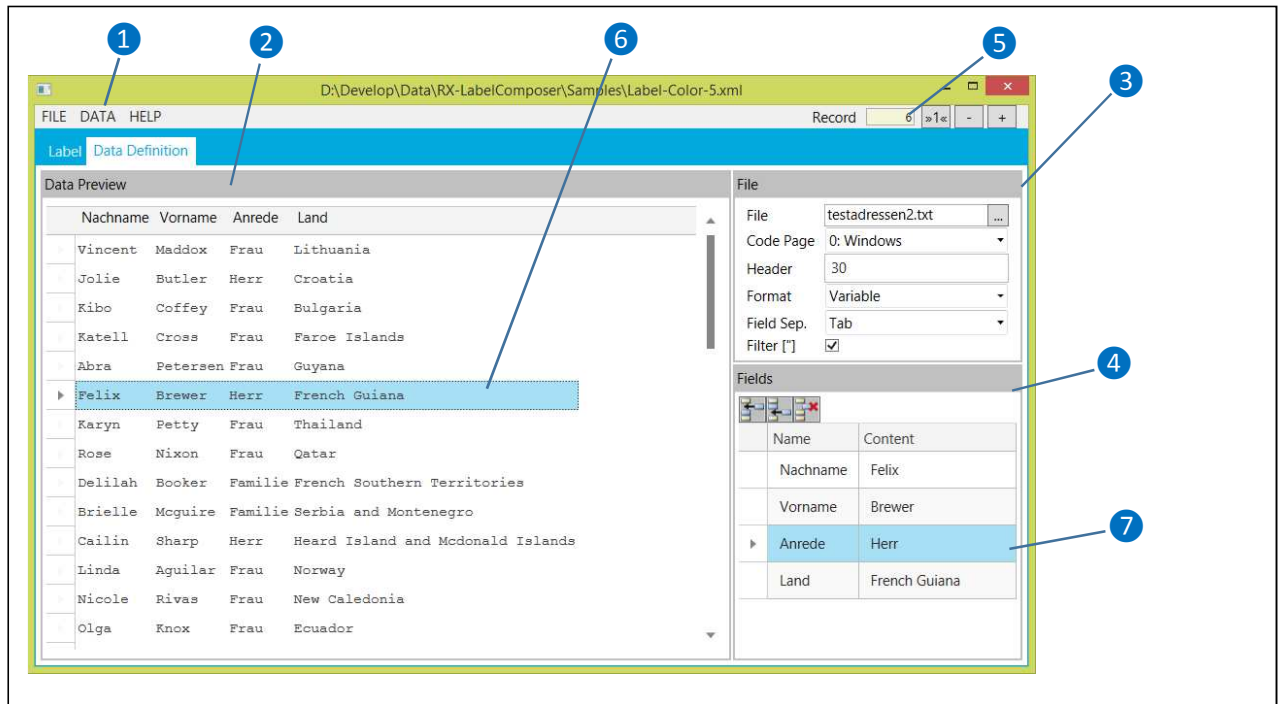 1 2 6 5
3
D:\Develop\Data\RX-LabelComposer\Samples\Label-Color-5.xml
FILE DATA HELP Record 6 »1« - +
Label Data Definition
Data Preview
Nachname Vorname Anrede Land
Vincent Maddox Frau Lithuania
Jolie Butler Herr Croatia
Kibo Coffey Frau Bulgaria
Katell Cross Frau Faroe Islands
Abra Petersen Frau Guyana
Felix Brewer Herr French Guiana
Karyn Petty Frau Thailand
Rose Nixon Frau Qatar
Delilah Booker Familie French Southern Territories
Brielle Mcguire Familie Serbia and Montenegro
Cailin Sharp Herr Heard Island and Mcdonald Islands
Linda Aguilar Frau Norway
Nicole Rivas Frau New Caledonia
Olga Knox Frau Ecuador
File
File testadressen2.txt ...
Code Page 0: Windows
Header 30
Format Variable
Field Sep. Tab
Filter ["]
4
Fields
Name Content
Nachname Felix
Vorname Brewer
7
Anrede Herr
Land French Guiana